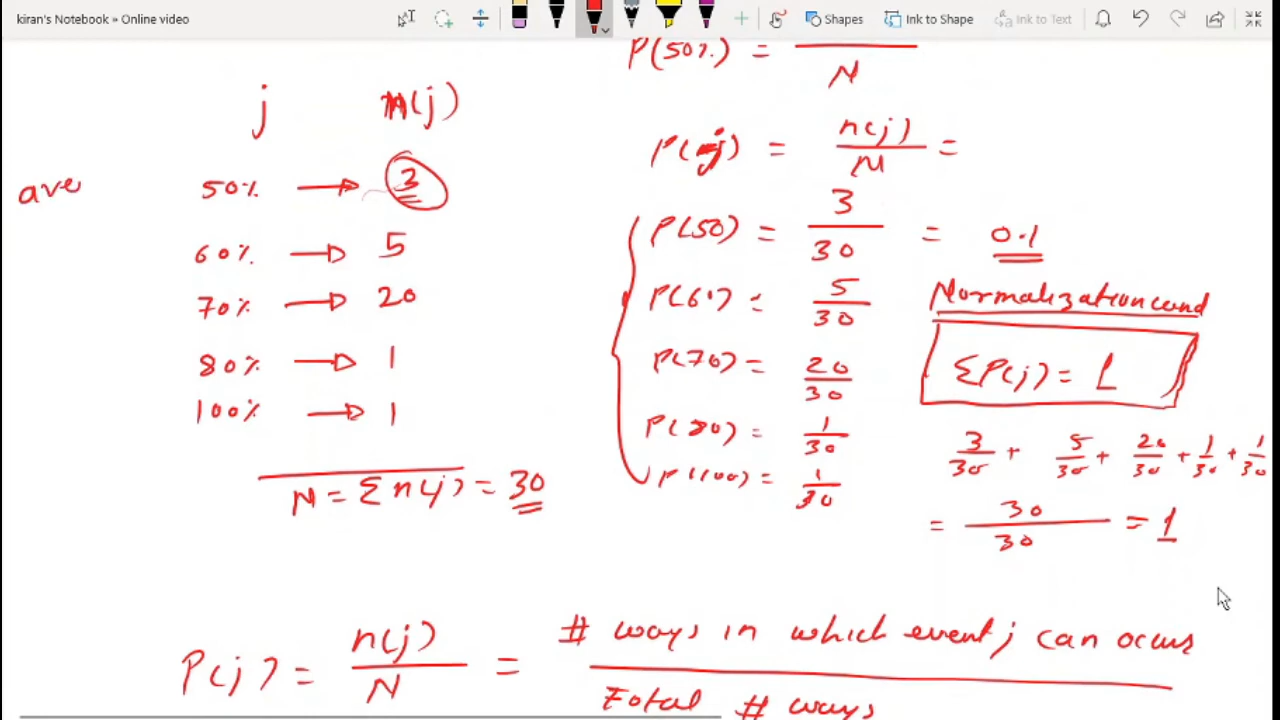 kiran's Notebook » Online video
Shapes
Ink to Shape
Ink to Text
P(50%) = / N
j n(j)
P(j) = n(j) / N =
ave
50% → 3
P(50) = 3/30 = 0.1
60% → 5
P(60) = 5/30
Normalization cond
70% → 20
P(70) = 20/30
ΣP(j) = 1
80% → 1
P(80) = 1/30
100% → 1
P(100) = 1/30
3/30 + 5/30 + 20/30 + 1/30 + 1/30
N = Σn(j) = 30
= 30/30 = 1
P(j) = n(j)/N = # ways in which event j can occurs
Total # ways